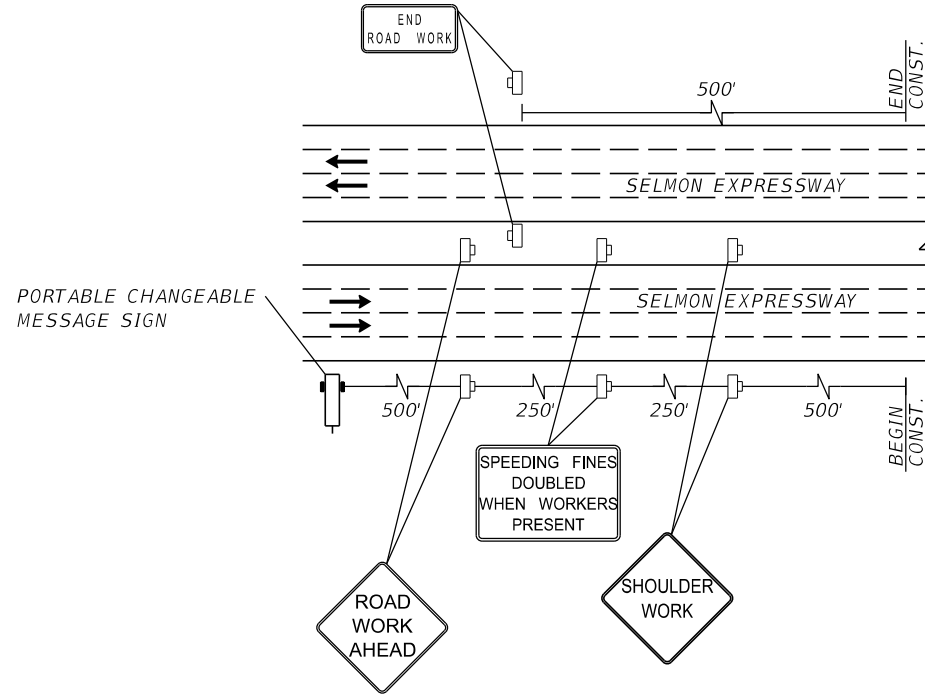 END
ROAD WORK
500'
END
CONST.
SELMON EXPRESSWAY
4
PORTABLE CHANGEABLE
MESSAGE SIGN
SELMON EXPRESSWAY
500'
250'
250'
500'
BEGIN
CONST.
SPEEDING FINES
DOUBLED
WHEN WORKERS
PRESENT
ROAD
WORK
AHEAD
SHOULDER
WORK